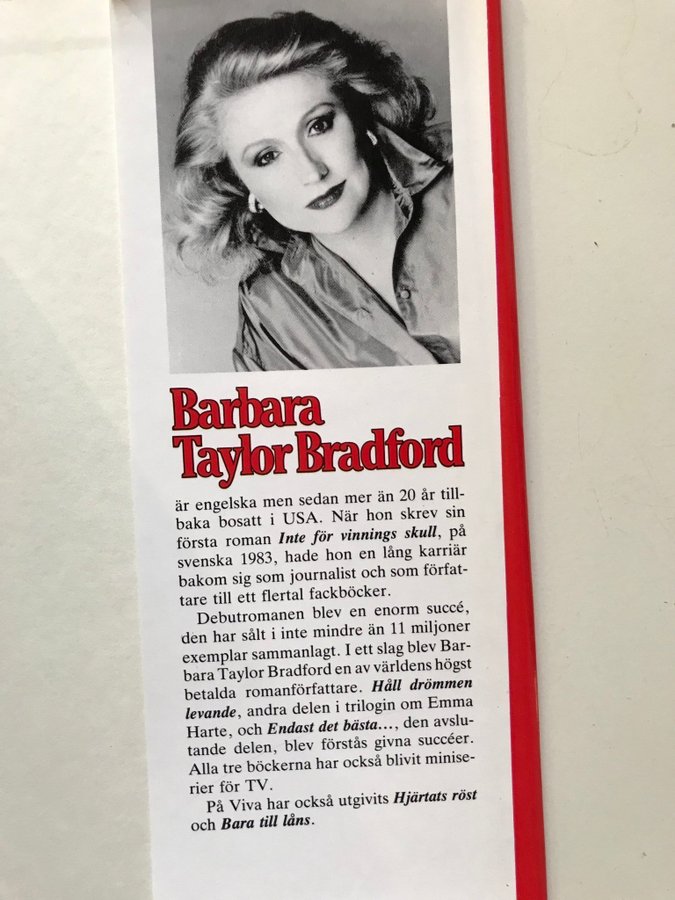 Barbara
Taylor Bradford
är engelska men sedan mer än 20 år till-
baka bosatt i USA. När hon skrev sin
första roman Inte för vinnings skull, på
svenska 1983, hade hon en lång karriär
bakom sig som journalist och som förfat-
tare till ett flertal fackböcker.
Debutromanen blev en enorm succé,
den har sålt i inte mindre än 11 miljoner
exemplar sammanlagt. I ett slag blev Bar-
bara Taylor Bradford en av världens högst
betalda romanförfattare. Håll drömmen
levande, andra delen i trilogin om Emma
Harte, och Endast det bästa..., den avslu-
tande delen, blev förstås givna succéer.
Alla tre böckerna har också blivit minise-
rier för TV.
På Viva har också utgivits Hjärtats röst
och Bara till låns.